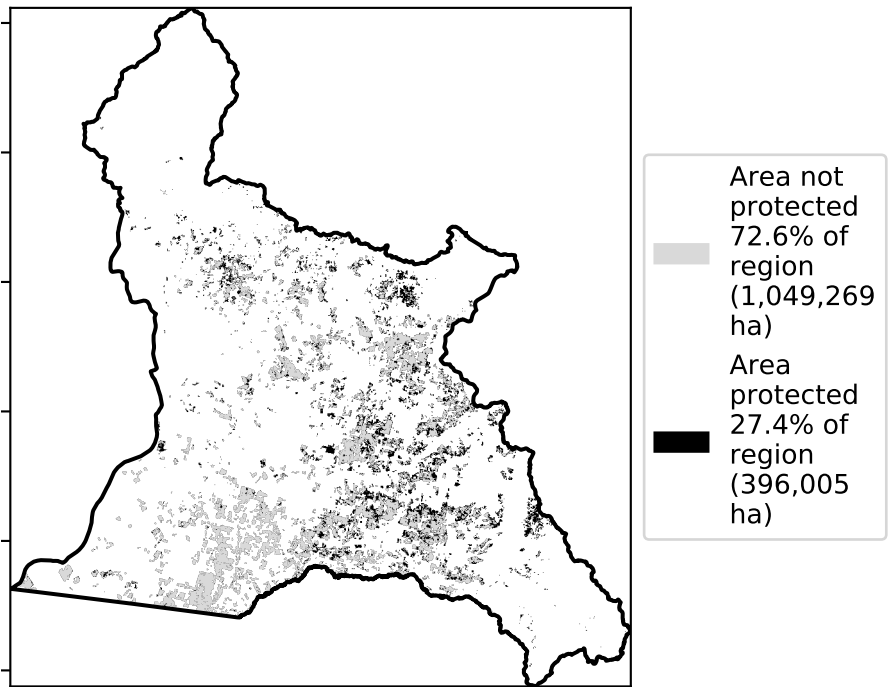 Area not
protected
72.6% of
region
(1,049,269
ha)
Area
protected
27.4% of
region
(396,005
ha)